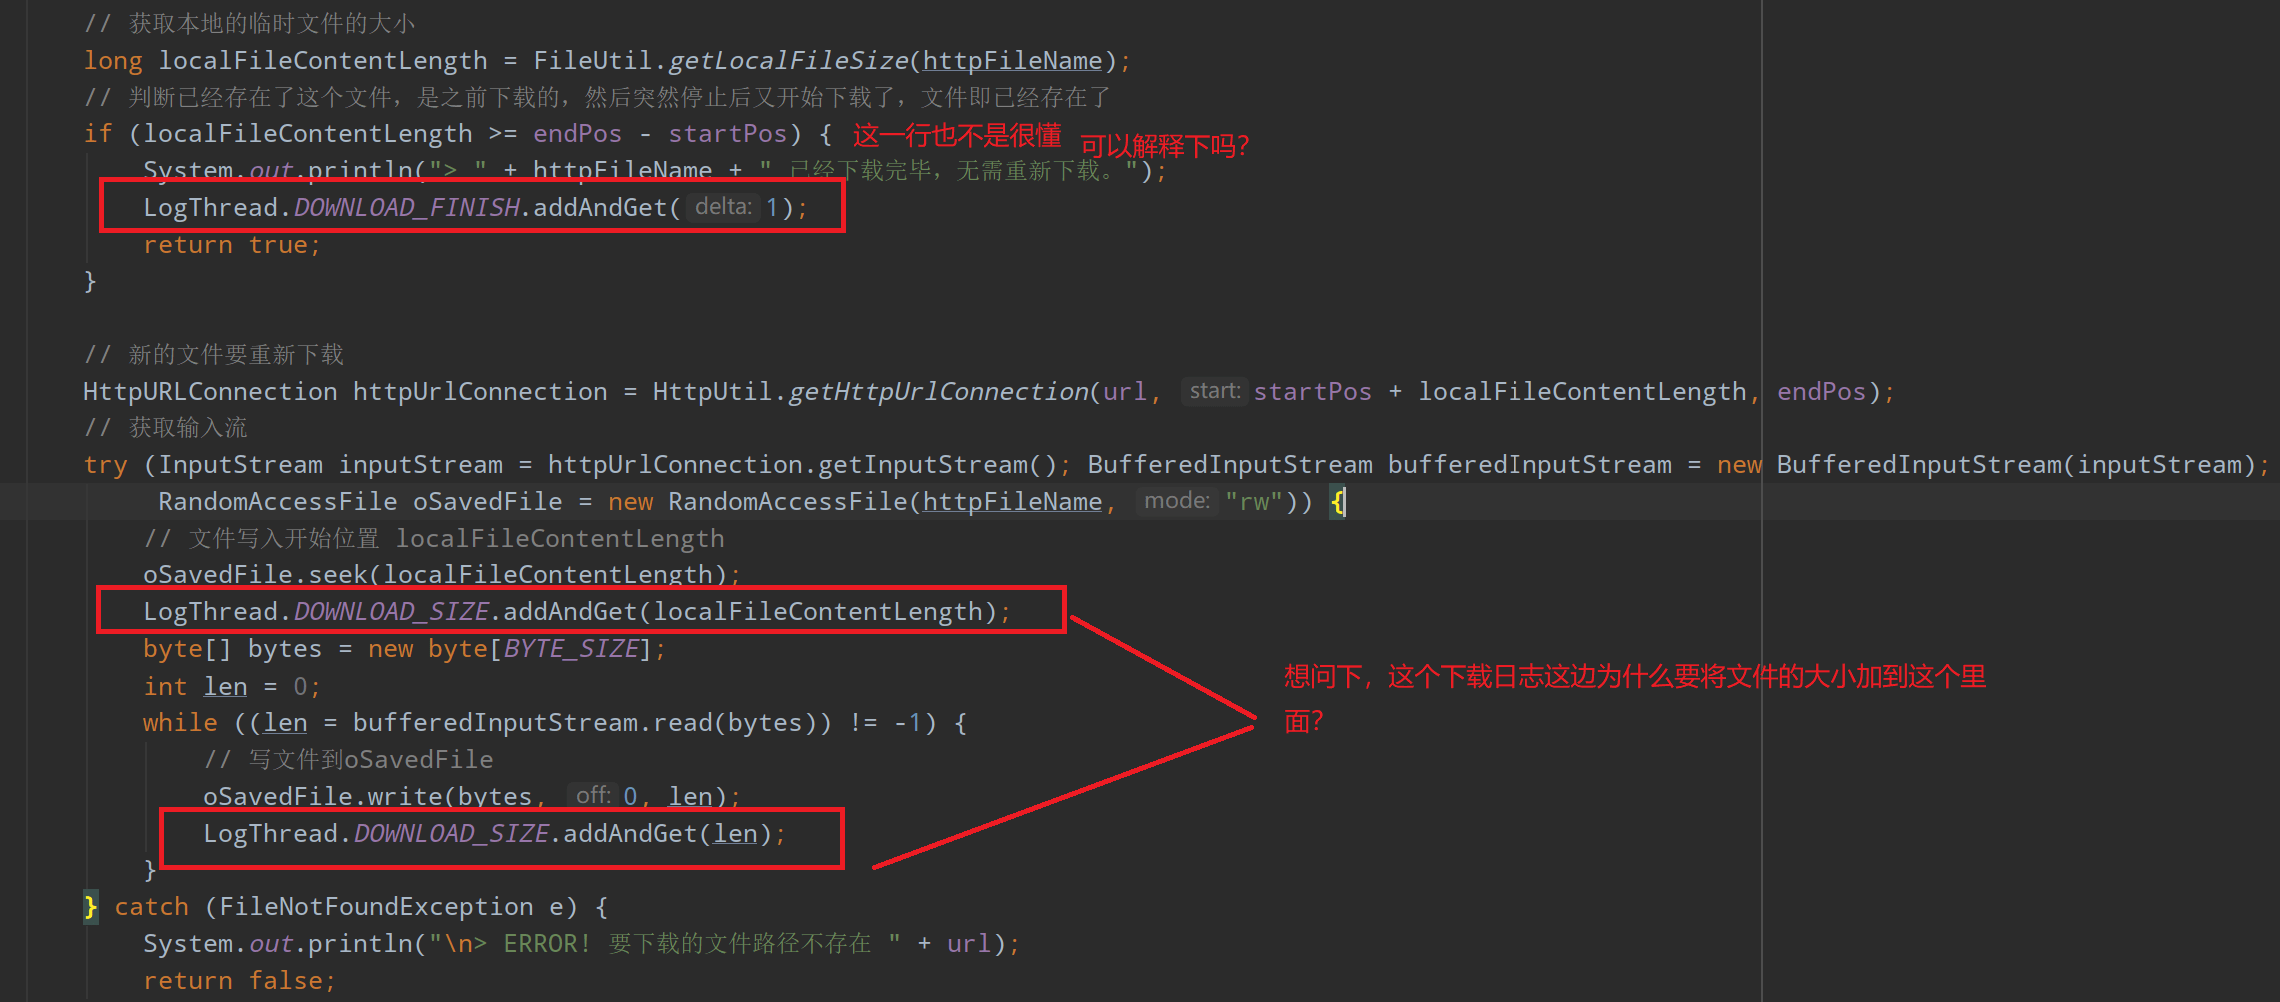 // 获取本地的临时文件的大小
long localFileContentLength = FileUtil.getLocalFileSize(httpFileName);
// 判断已经存在了这个文件，是之前下载的，然后突然停止后又开始下载了，文件即已经存在了
if (localFileContentLength >= endPos - startPos) { 这一行也不是很懂 可以解释下吗？
System.out.println("> " + httpFileName + " 已经下载完毕，无需重新下载。");
LogThread.DOWNLOAD_FINISH.addAndGet( delta: 1);
return true;
}
// 新的文件要重新下载
HttpURLConnection httpUrlConnection = HttpUtil.getHttpUrlConnection(url, start: startPos + localFileContentLength, endPos);
// 获取输入流
try (InputStream inputStream = httpUrlConnection.getInputStream(); BufferedInputStream bufferedInputStream = new BufferedInputStream(inputStream);
RandomAccessFile oSavedFile = new RandomAccessFile(httpFileName, mode: "rw")) {
// 文件写入开始位置 localFileContentLength
oSavedFile.seek(localFileContentLength);
LogThread.DOWNLOAD_SIZE.addAndGet(localFileContentLength);
byte[] bytes = new byte[BYTE_SIZE];
想问下，这个下载日志这边为什么要将文件的大小加到这个里
面？
int len = 0;
while ((len = bufferedInputStream.read(bytes)) != -1) {
// 写文件到oSavedFile
oSavedFile.write(bytes, off: 0, len);
LogThread.DOWNLOAD_SIZE.addAndGet(len);
}
} catch (FileNotFoundException e) {
System.out.println("\n> ERROR! 要下载的文件路径不存在 " + url);
return false;